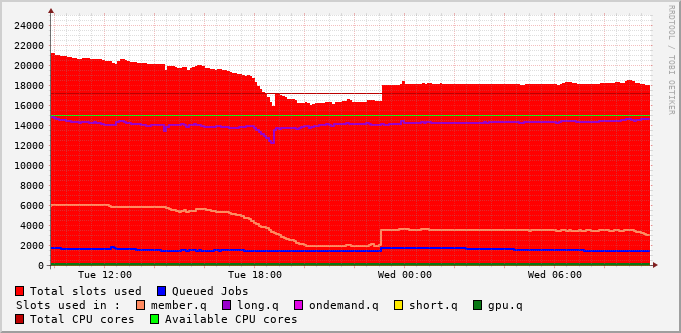 RRDTOOL / TOBI OETIKER
24000
22000
20000
18000
16000
14000
12000
10000
8000
6000
4000
2000
0
Tue 12:00 Tue 18:00 Wed 00:00 Wed 06:00
Total slots used Queued Jobs
Slots used in : member.q long.q ondemand.q short.q gpu.q
Total CPU cores Available CPU cores